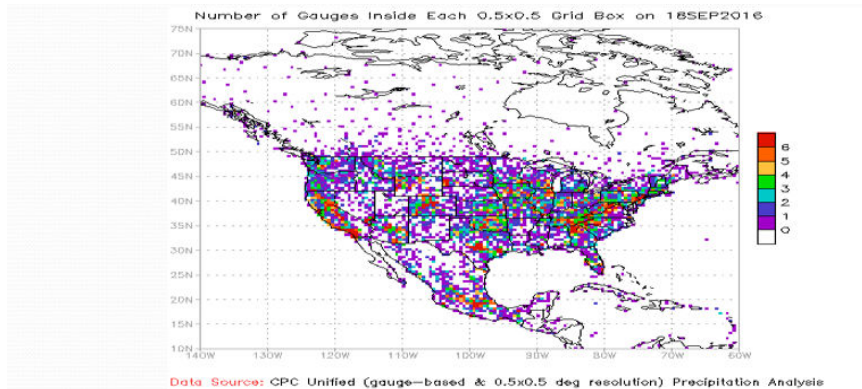 Number of Gauges Inside Each 0.5x0.5 Grid Box on 18SEP2016
75N
70N
65N
60N
55N
50N
45N
40N
35N
30N
25N
20N
15N
10N
140W 130W 120W 110W 100W 90W 80W 70W 60W
6
5
4
3
2
1
0
Data Source: CPC Unified (gauge-based & 0.5x0.5 deg resolution) Precipitation Analysis